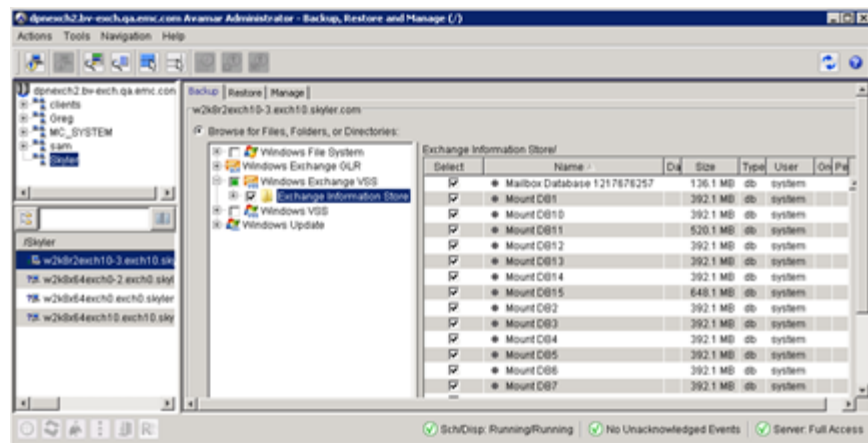 dpnexch2.bv-exch.qa.emc.com Avamar Administrator - Backup, Restore and Manage (/)
Actions Tools Navigation Help
dpnexch2.bv-exch.qa.emc.con
clients
Greg
MC_SYSTEM
sam
Skyler
/Skyler
w2k8r2exch10-3.exch10.sky
w2k8x64exch0-2.exch0.skyl
w2k8x64exch0.exch0.skyler
w2k8x64exch10.exch10.sky
Backup Restore Manage
w2k8r2exch10-3.exch10.skyler.com
Browse for Files, Folders, or Directories:
Windows File System
Windows Exchange GLR
Windows Exchange VSS
Exchange Information Store
Windows VSS
Windows Update
Exchange Information Store/
Select Name Da Size Type User On Pe
Mailbox Database 1217676257 136.1 MB db system
Mount DB1 392.1 MB db system
Mount DB10 392.1 MB db system
Mount DB11 520.1 MB db system
Mount DB12 392.1 MB db system
Mount DB13 392.1 MB db system
Mount DB14 392.1 MB db system
Mount DB15 648.1 MB db system
Mount DB2 392.1 MB db system
Mount DB3 392.1 MB db system
Mount DB4 392.1 MB db system
Mount DB5 392.1 MB db system
Mount DB6 392.1 MB db system
Mount DB7 392.1 MB db system
Sch/Disp: Running/Running No Unacknowledged Events Server: Full Access